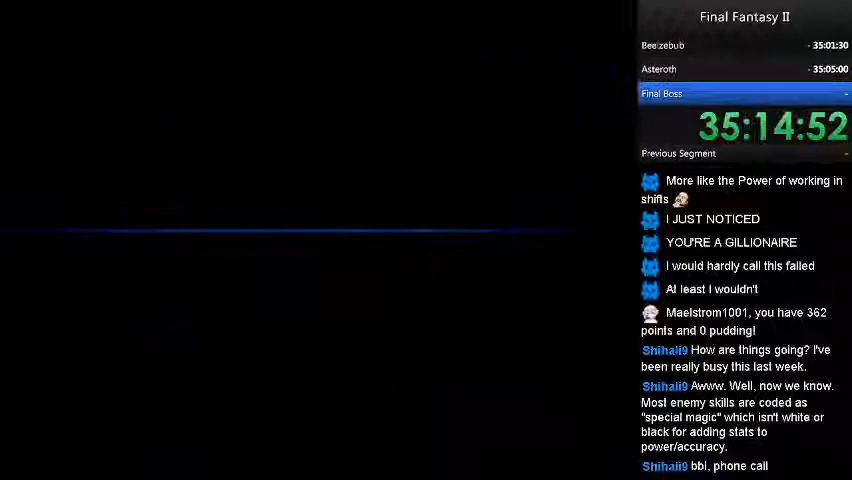 Final Fantasy II
Beelzebub - 35:01:30
Asteroth - 35:05:00
Final Boss -
35:14:52
Previous Segment -
More like the Power of working in
shifts
I JUST NOTICED
YOU'RE A GILLIONAIRE
I would hardly call this failed
At least I wouldn't
Maelstrom1001, you have 362
points and 0 pudding!
Shihali9 How are things going? I've
been really busy this last week.
Shihali9 Awww. Well, now we know.
Most enemy skills are coded as
"special magic" which isn't white or
black for adding stats to
power/accuracy.
Shihali9 bbl, phone call